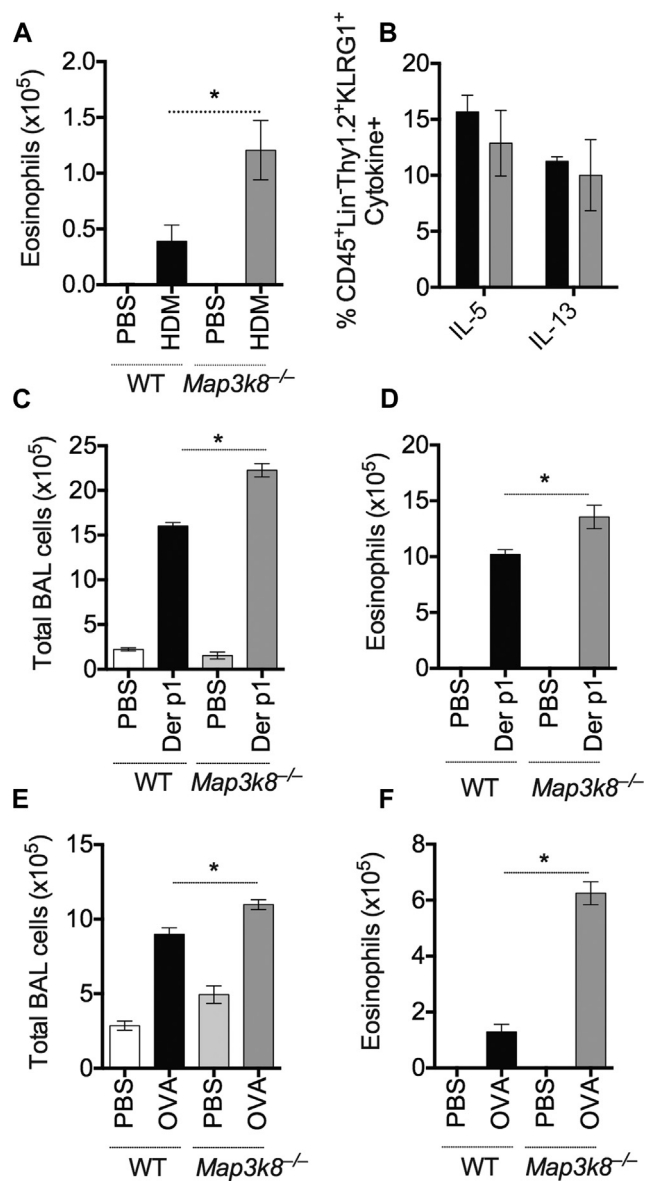 A
Eosinophils (x10⁵)
2.0
1.5
1.0
0.5
0.0
*
PBS
HDM
PBS
HDM
WT
Map3k8⁻/⁻
B
% CD45⁺Lin⁻Thy1.2⁺KLRG1⁺
Cytokine+
20
15
10
5
0
IL-5
IL-13
C
Total BAL cells (x10⁵)
25
20
15
10
5
0
*
PBS
Der p1
PBS
Der p1
WT
Map3k8⁻/⁻
D
Eosinophils (x10⁵)
20
15
10
5
0
*
PBS
Der p1
PBS
Der p1
WT
Map3k8⁻/⁻
E
Total BAL cells (x10⁵)
15
10
5
0
*
PBS
OVA
PBS
OVA
WT
Map3k8⁻/⁻
F
Eosinophils (x10⁵)
8
6
4
2
0
*
PBS
OVA
PBS
OVA
WT
Map3k8⁻/⁻